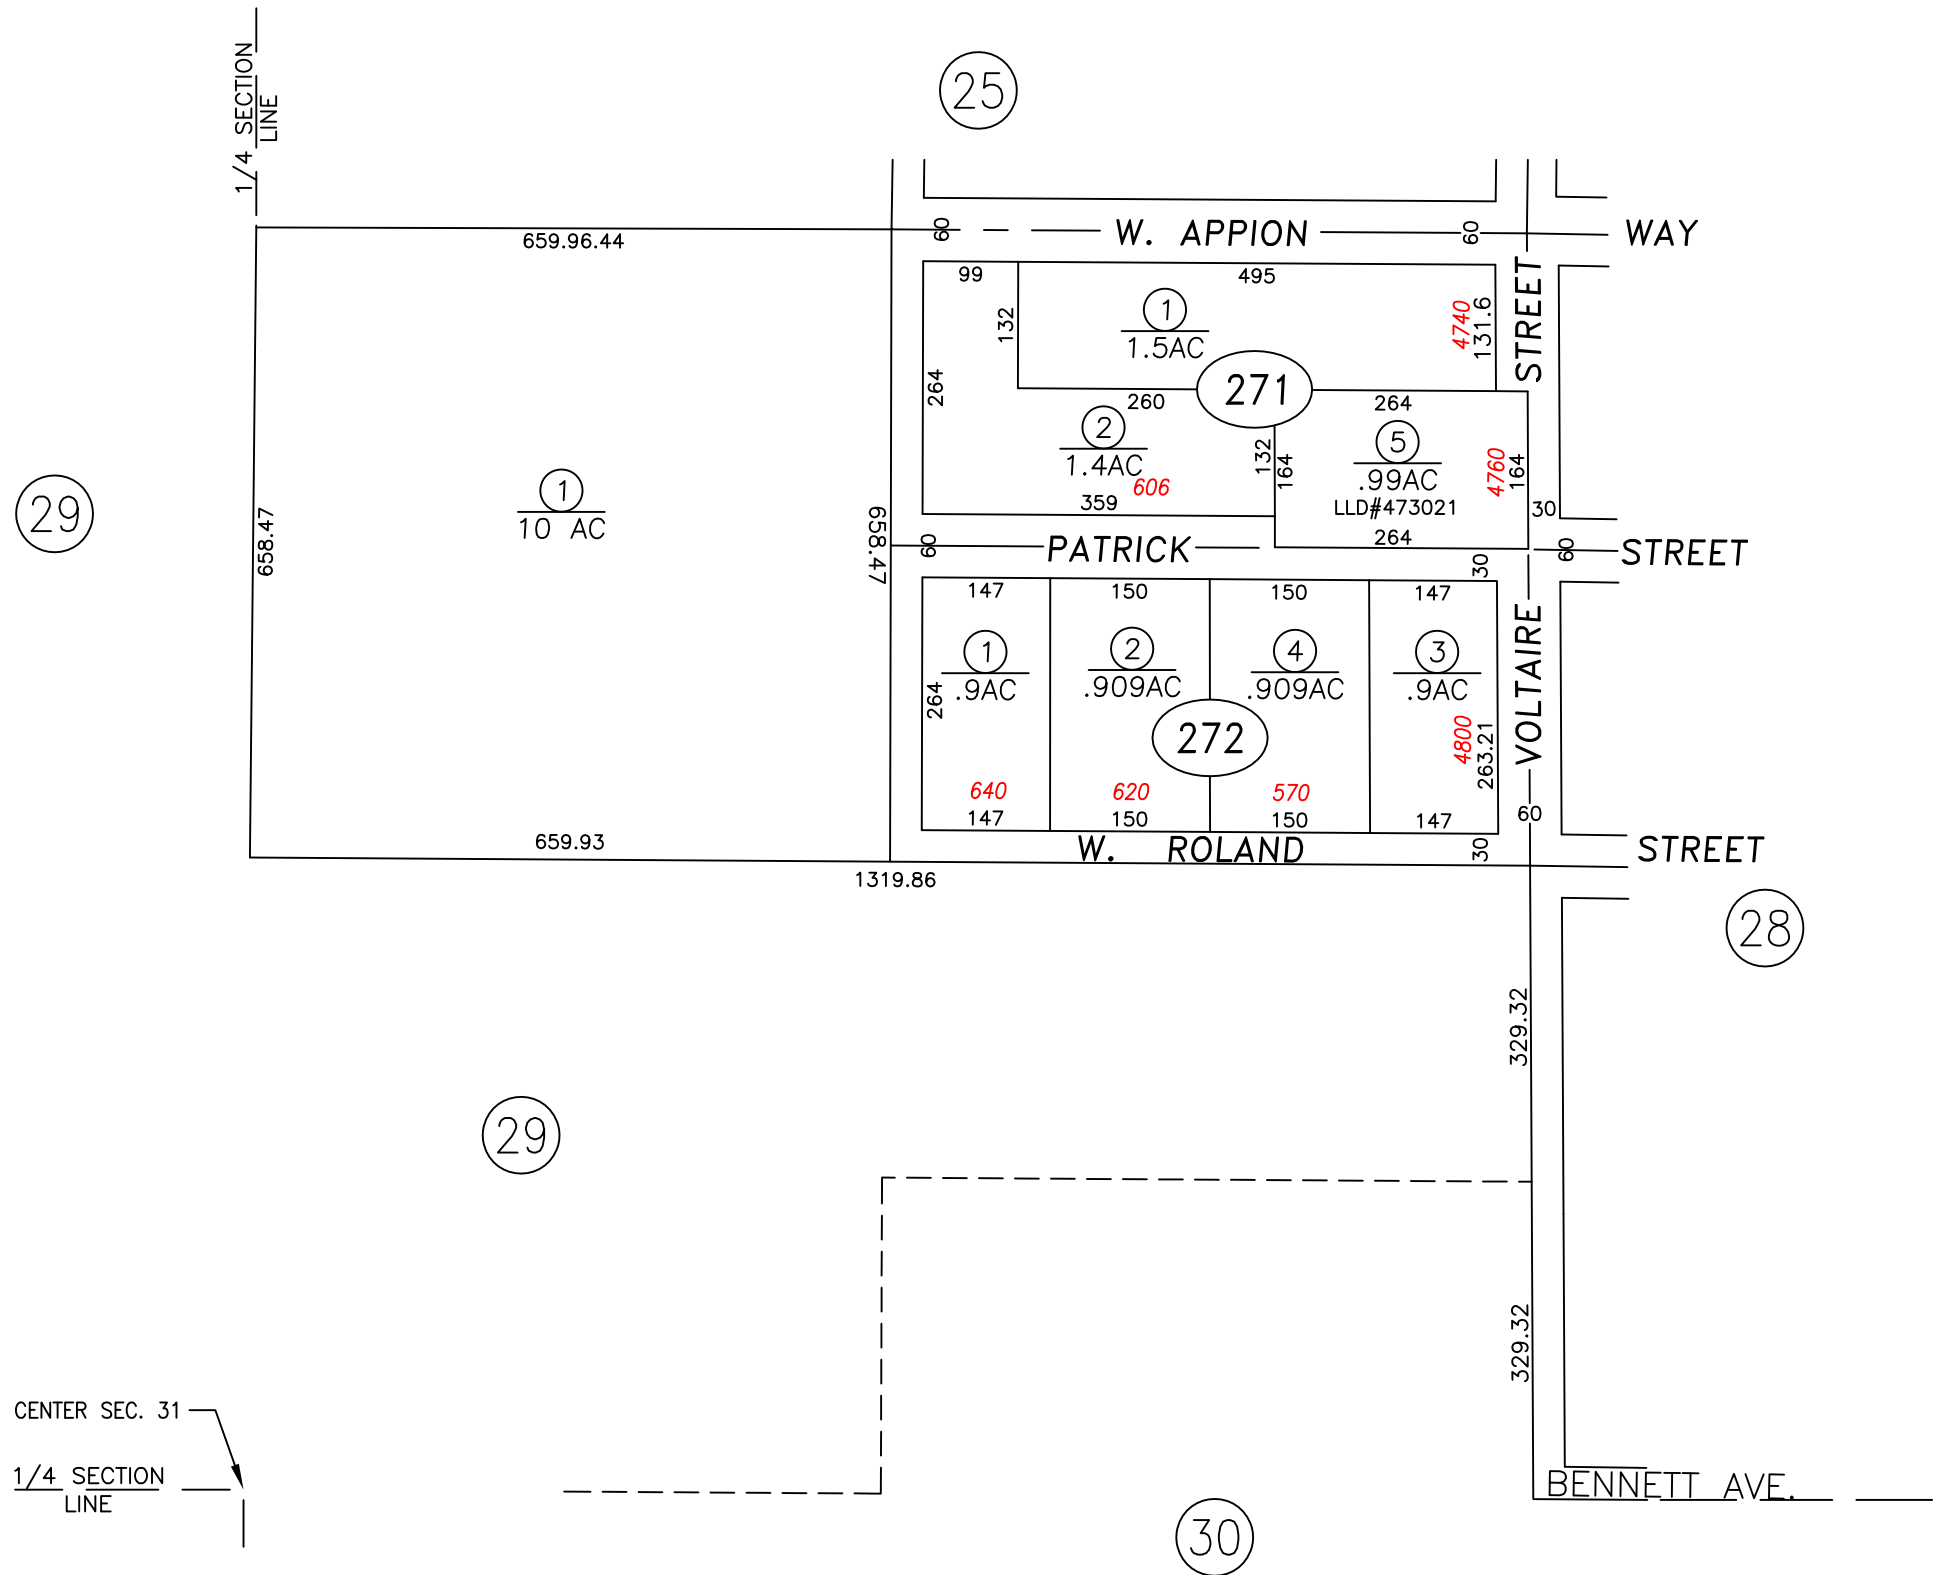 1/4 SECTION
LINE
25
659.96.44
60
W. APPION
60
WAY
99
495
132
1
1.5AC
4740
131.6
STREET
264
271
260
264
2
1.4AC
606
132
164
5
.99AC
LLD#473021
4760
164
359
264
30
29
1
10 AC
658.47
658.47
60
PATRICK
30
60
STREET
147
150
150
147
1
.9AC
2
.909AC
4
.909AC
3
.9AC
264
272
4800
263.21
VOLTAIRE
640
620
570
147
150
150
147
60
659.93
W. ROLAND
30
STREET
1319.86
28
329.32
29
329.32
CENTER SEC. 31
1/4 SECTION
LINE
BENNETT AVE.
30